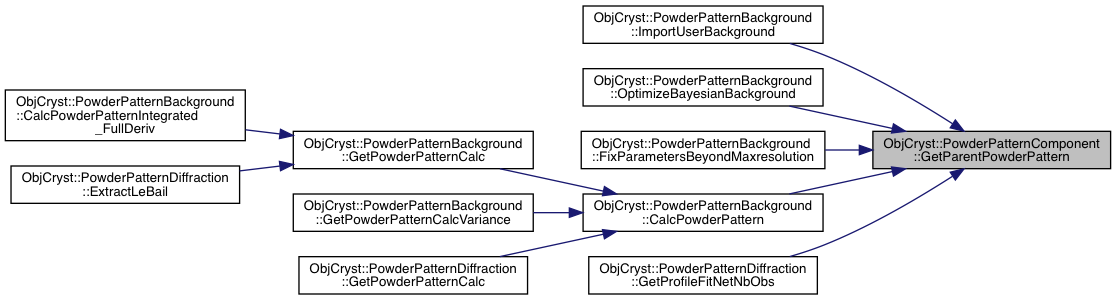 ObjCryst::PowderPatternBackground
::ImportUserBackground
ObjCryst::PowderPatternBackground
::OptimizeBayesianBackground
ObjCryst::PowderPatternBackground
::CalcPowderPatternIntegrated
_FullDeriv
ObjCryst::PowderPatternBackground
::GetPowderPatternCalc
ObjCryst::PowderPatternBackground
::FixParametersBeyondMaxresolution
ObjCryst::PowderPatternComponent
::GetParentPowderPattern
ObjCryst::PowderPatternDiffraction
::ExtractLeBail
ObjCryst::PowderPatternBackground
::GetPowderPatternCalcVariance
ObjCryst::PowderPatternBackground
::CalcPowderPattern
ObjCryst::PowderPatternDiffraction
::GetPowderPatternCalc
ObjCryst::PowderPatternDiffraction
::GetProfileFitNetNbObs